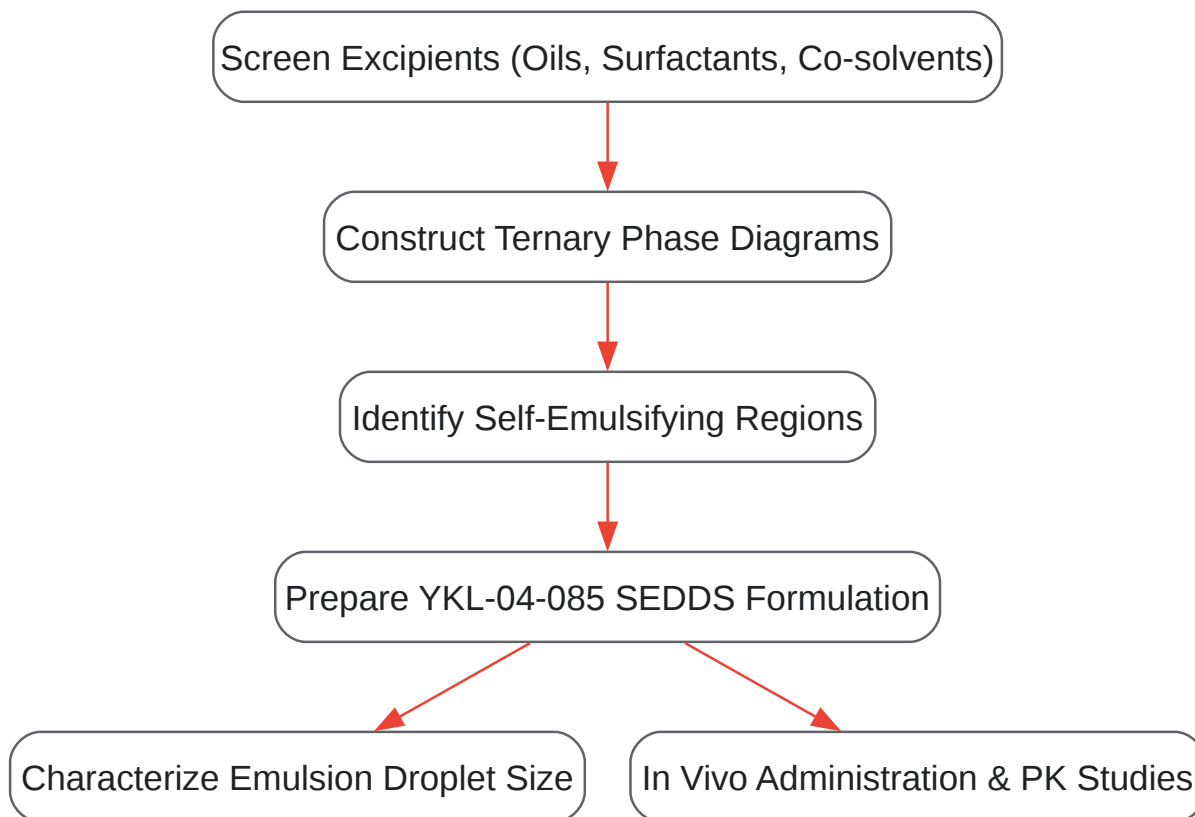 Screen Excipients (Oils, Surfactants, Co-solvents)
Construct Ternary Phase Diagrams
Identify Self-Emulsifying Regions
Prepare YKL-04-085 SEDDS Formulation
Characterize Emulsion Droplet Size
In Vivo Administration & PK Studies